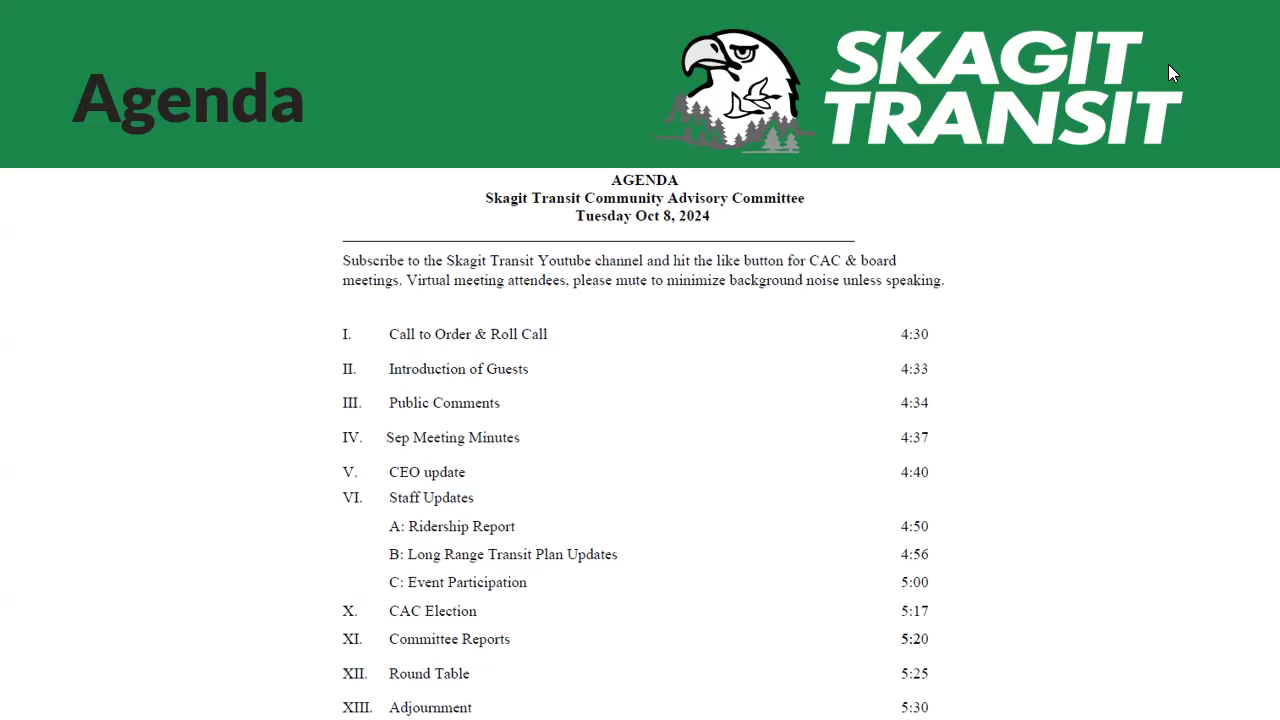 Agenda
SKAGIT
TRANSIT
AGENDA
Skagit Transit Community Advisory Committee
Tuesday Oct 8, 2024
Subscribe to the Skagit Transit Youtube channel and hit the like button for CAC & board
meetings. Virtual meeting attendees, please mute to minimize background noise unless speaking.
I. Call to Order & Roll Call 4:30
II. Introduction of Guests 4:33
III. Public Comments 4:34
IV. Sep Meeting Minutes 4:37
V. CEO update 4:40
VI. Staff Updates
A: Ridership Report 4:50
B: Long Range Transit Plan Updates 4:56
C: Event Participation 5:00
X. CAC Election 5:17
XI. Committee Reports 5:20
XII. Round Table 5:25
XIII. Adjournment 5:30